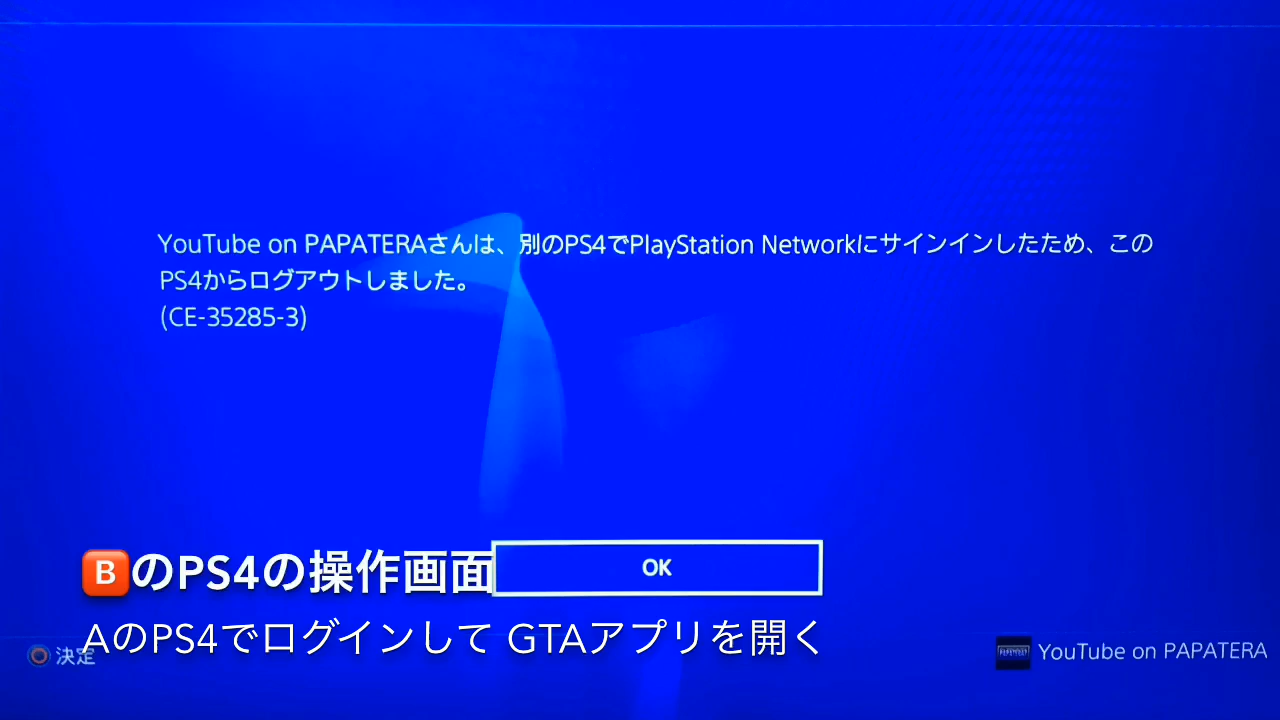 YouTube on PAPATERAさんは、別のPS4でPlayStation Networkにサインインしたため、この
PS4からログアウトしました。
(CE-35285-3)
OK
BのPS4の操作画面
AのPS4でログインして GTAアプリを開く
決定
YouTube on PAPATERA